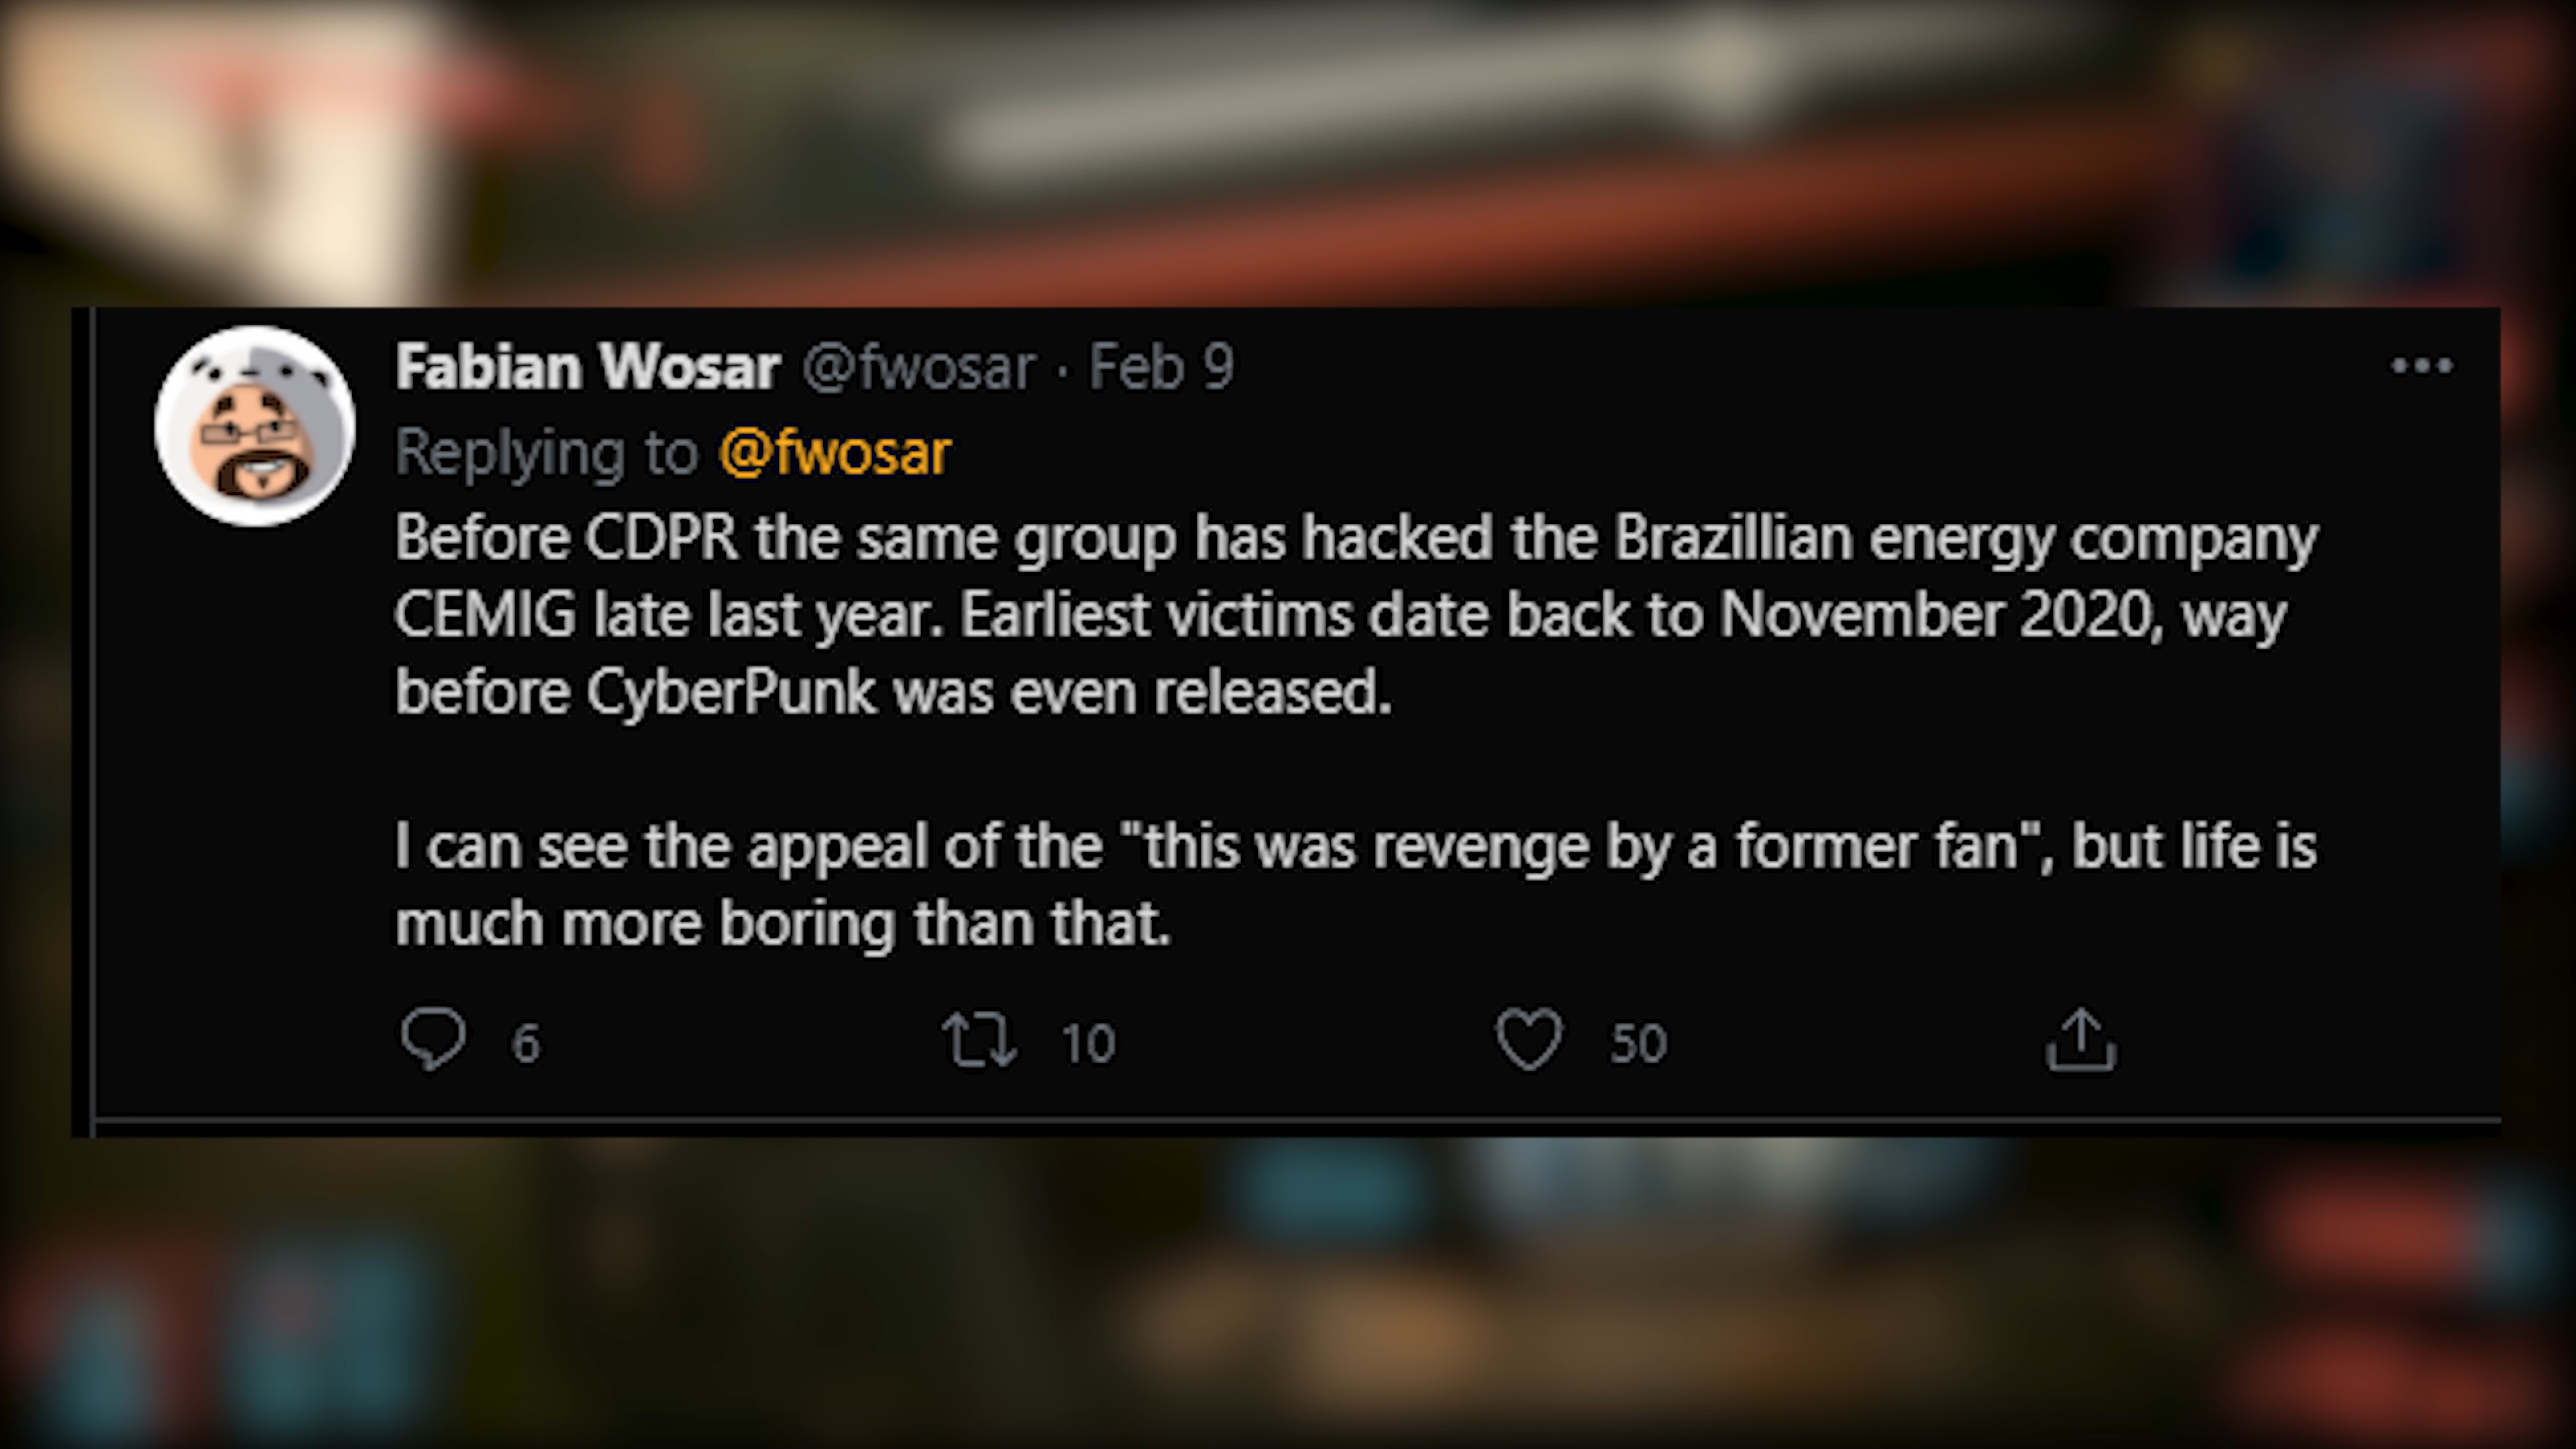 Fabian Wosar @fwosar · Feb 9
Replying to @fwosar
Before CDPR the same group has hacked the Brazillian energy company
CEMIG late last year. Earliest victims date back to November 2020, way
before CyberPunk was even released.
I can see the appeal of the "this was revenge by a former fan", but life is
much more boring than that.
6 10 50